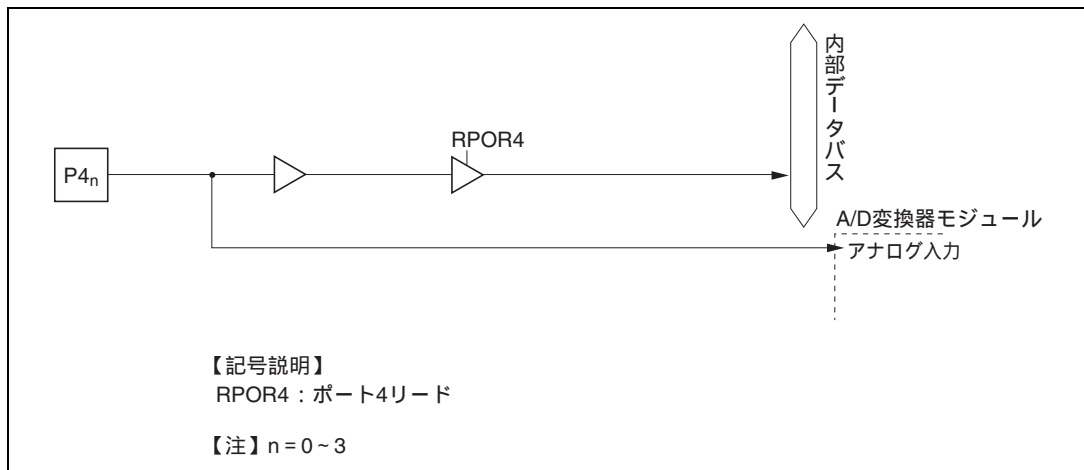 内部データバス
RPOR4
P4n
A/D変換器モジュール
アナログ入力
【記号説明】
RPOR4：ポート4リード
【注】n = 0 ~ 3